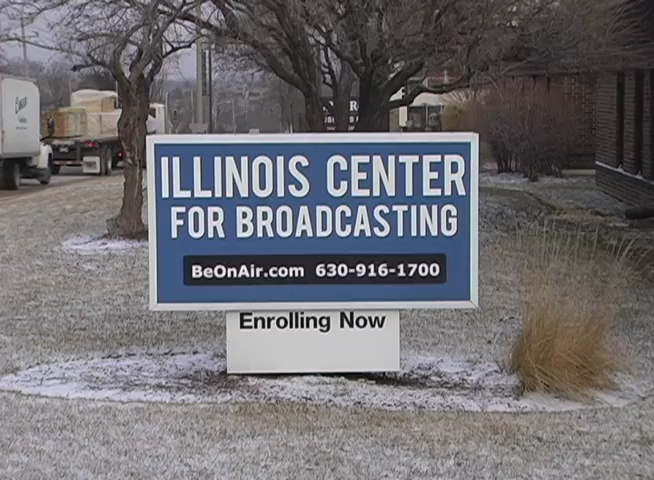 ILLINOIS CENTER
FOR BROADCASTING
BeOnAir.com 630-916-1700
Enrolling Now